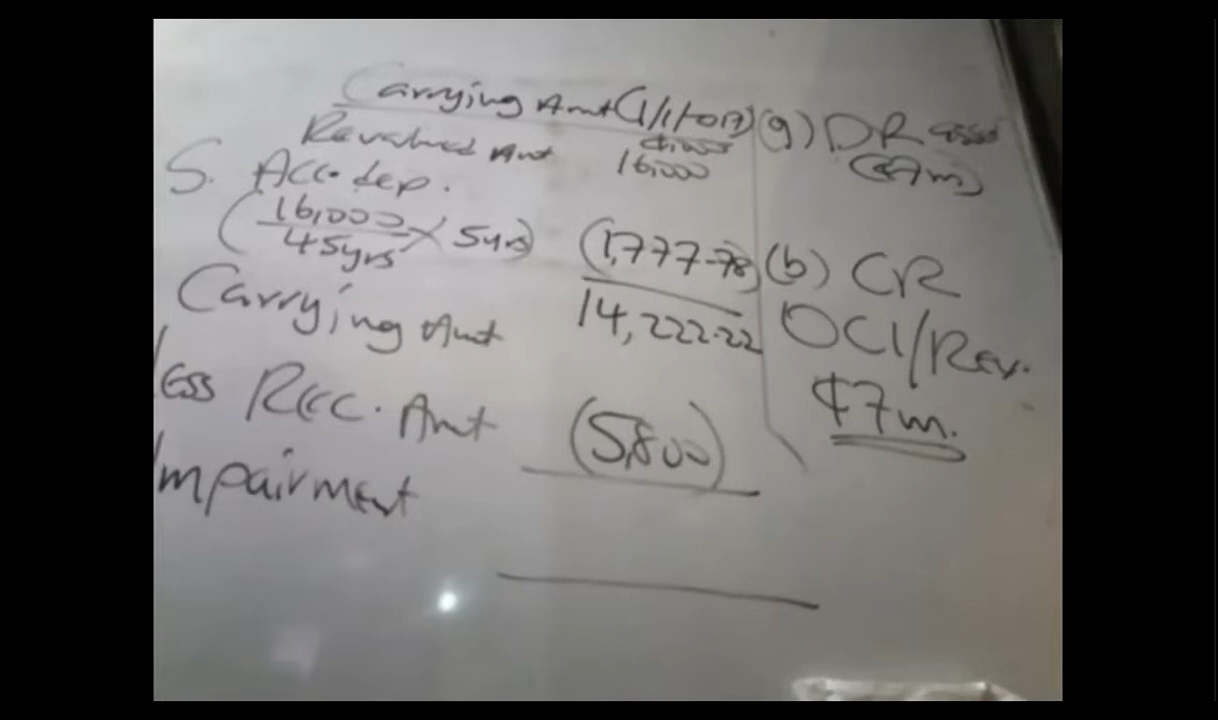 Carrying Amt (1/1/2017)
Revalued Amt 16,000
S. Acc. dep.
(16,000/45yrs × 5yrs) (1,777.78)
Carrying Amt 14,222.22
less Rec. Amt (5,800)
Impairment
(a) DR asset
(¢7m)
(b) CR
OCI/Rev.
¢7m.